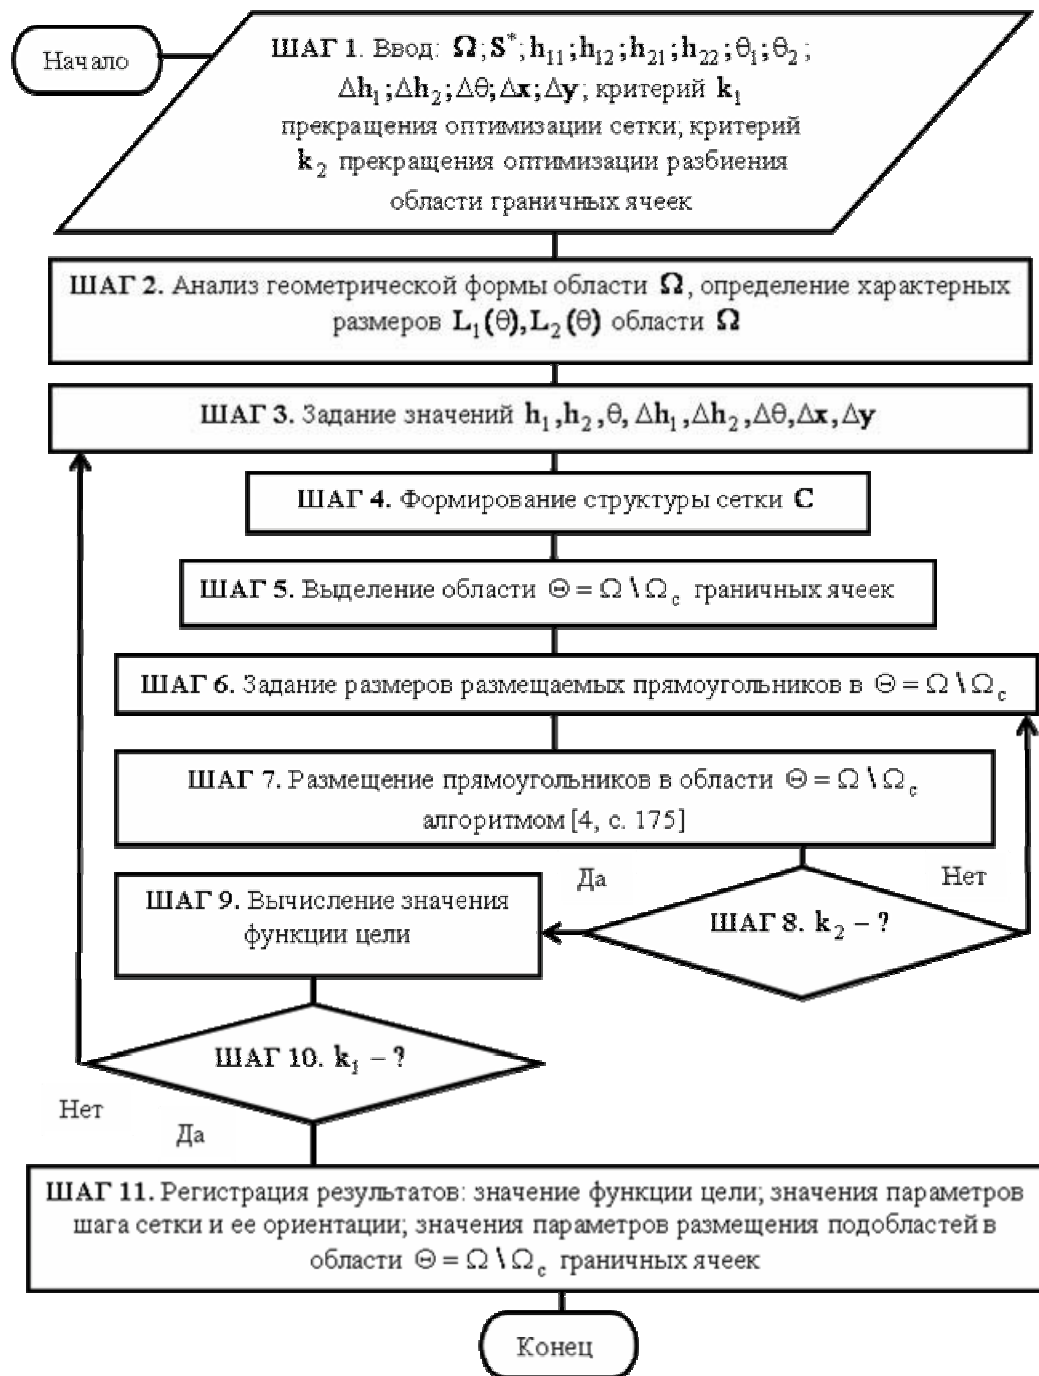 Начало
ШАГ 1. Ввод: Ω; S*; h₁₁; h₁₂; h₂₁; h₂₂; θ₁; θ₂;
Δh₁; Δh₂; Δθ; Δx; Δy; критерий k₁
прекращения оптимизации сетки; критерий
k₂ прекращения оптимизации разбиения
области граничных ячеек
ШАГ 2. Анализ геометрической формы области Ω, определение характерных
размеров L₁(θ), L₂(θ) области Ω
ШАГ 3. Задание значений h₁, h₂, θ, Δh₁, Δh₂, Δθ, Δx, Δy
ШАГ 4. Формирование структуры сетки C
ШАГ 5. Выделение области Θ = Ω \ Ω_c граничных ячеек
ШАГ 6. Задание размеров размещаемых прямоугольников в Θ = Ω \ Ω_c
ШАГ 7. Размещение прямоугольников в области Θ = Ω \ Ω_c
алгоритмом [4, с. 175]
Да
Нет
ШАГ 8. k₂ – ?
ШАГ 9. Вычисление значения
функции цели
ШАГ 10. k₁ – ?
Нет
Да
ШАГ 11. Регистрация результатов: значение функции цели; значения параметров
шага сетки и ее ориентации; значения параметров размещения подобластей в
области Θ = Ω \ Ω_c граничных ячеек
Конец